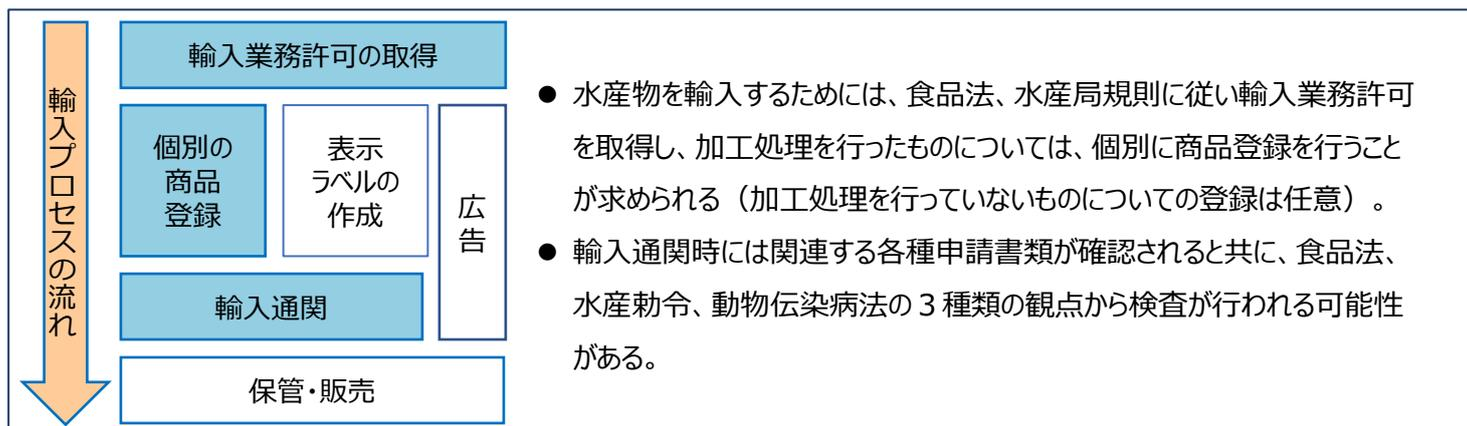 輸入プロセスの流れ
輸入業務許可の取得
個別の
商品
登録
表示
ラベルの
作成
広告
輸入通関
保管・販売
● 水産物を輸入するためには、食品法、水産局規則に従い輸入業務許可
を取得し、加工処理を行ったものについては、個別に商品登録を行うこと
が求められる（加工処理を行っていないものについての登録は任意）。
● 輸入通関時には関連する各種申請書類が確認されると共に、食品法、
水産勅令、動物伝染病法の3種類の観点から検査が行われる可能性
がある。